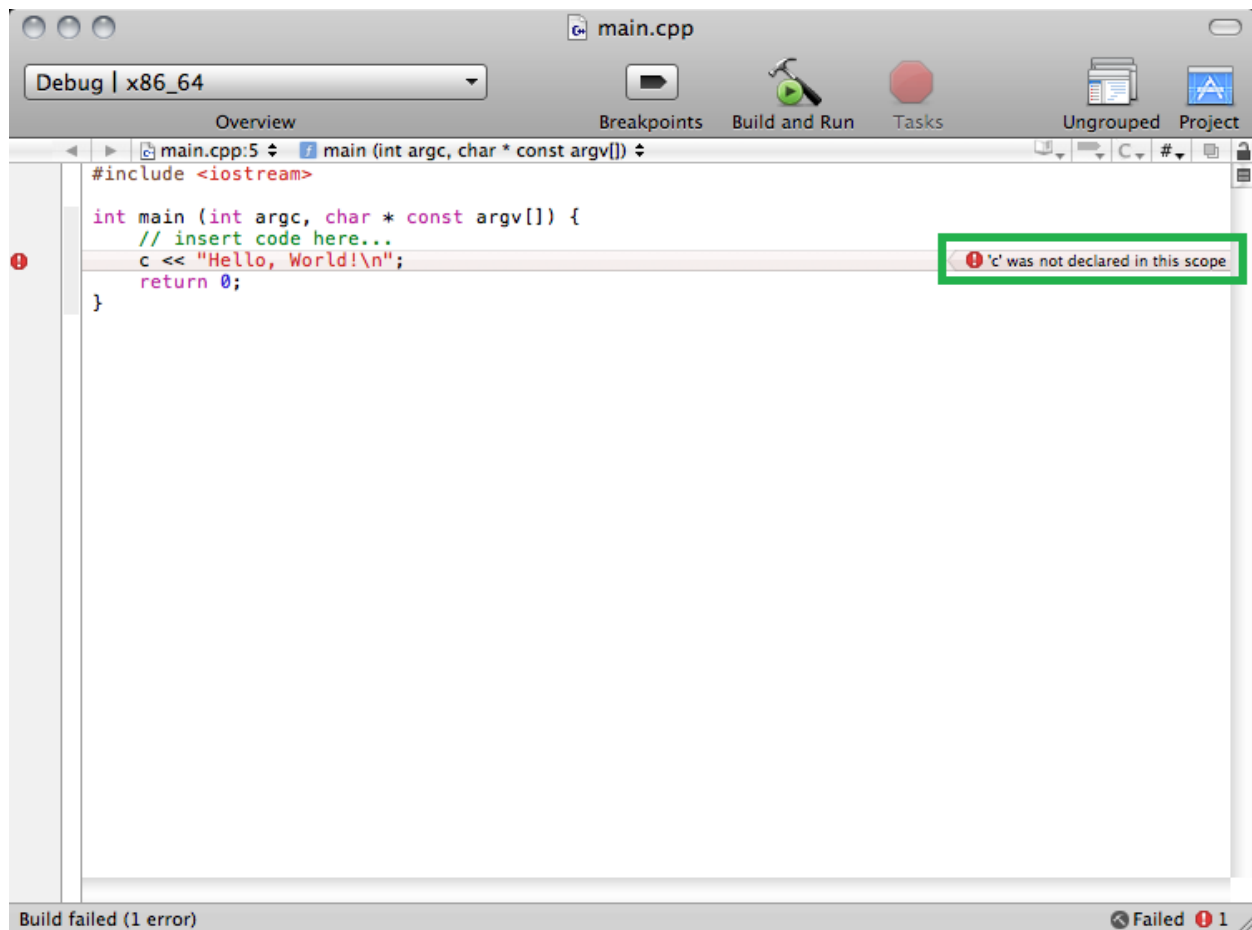 main.cpp
Debug | x86_64
Overview Breakpoints Build and Run Tasks Ungrouped Project
main.cpp:5 main (int argc, char * const argv[]) C #
#include <iostream>
int main (int argc, char * const argv[]) {
// insert code here...
c << "Hello, World!\n"; 'c' was not declared in this scope
return 0;
}
Build failed (1 error) Failed 1